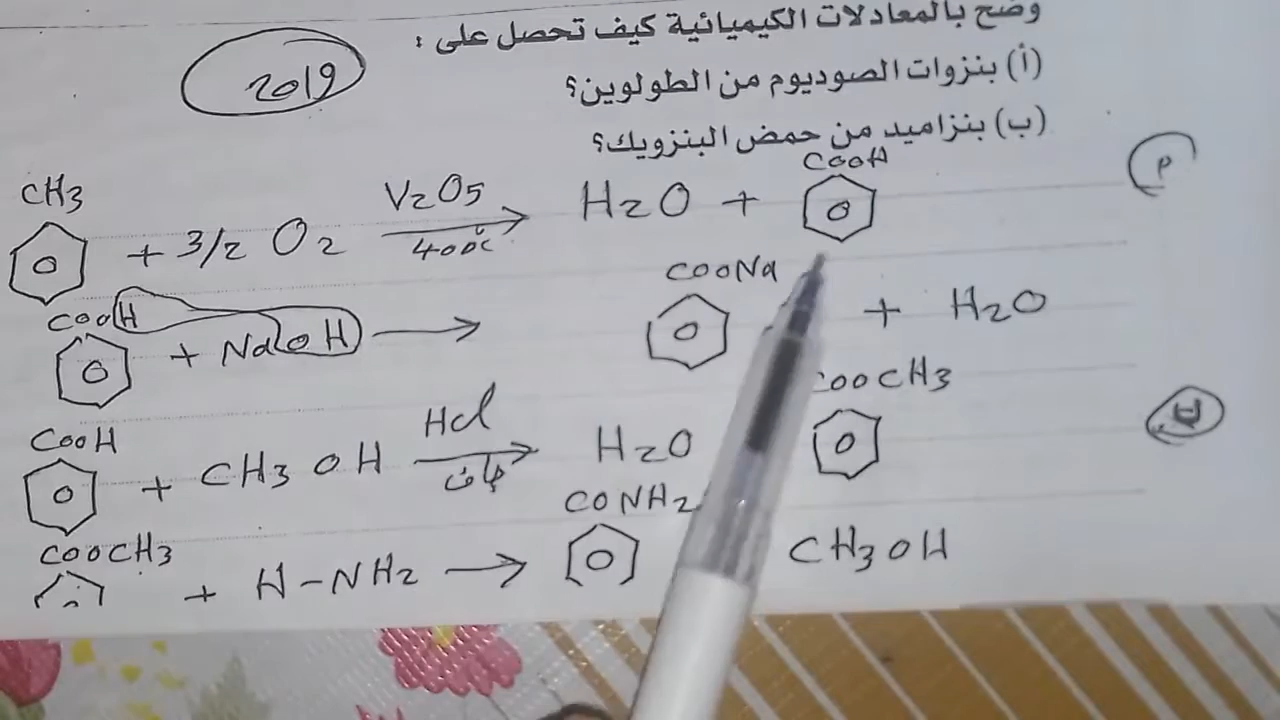 وضح بالمعادلات الكيميائية كيف تحصل على :
2019
(أ) بنزوات الصوديوم من الطولوين؟
(ب) بنزاميد من حمض البنزويك؟
أ
CH3 + 3/2 O2 V2O5 400°C H2O + COOH
COOH + NaOH COONa + H2O
ب
COOH + CH3OH HCl جاف H2O COOCH3
COOCH3 + H-NH2 CONH2 CH3OH